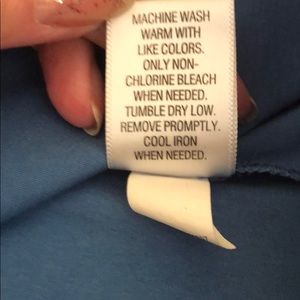 MACHINE WASH
WARM WITH
LIKE COLORS.
ONLY NON-
CHLORINE BLEACH
WHEN NEEDED.
TUMBLE DRY LOW.
REMOVE PROMPTLY.
COOL IRON
WHEN NEEDED.